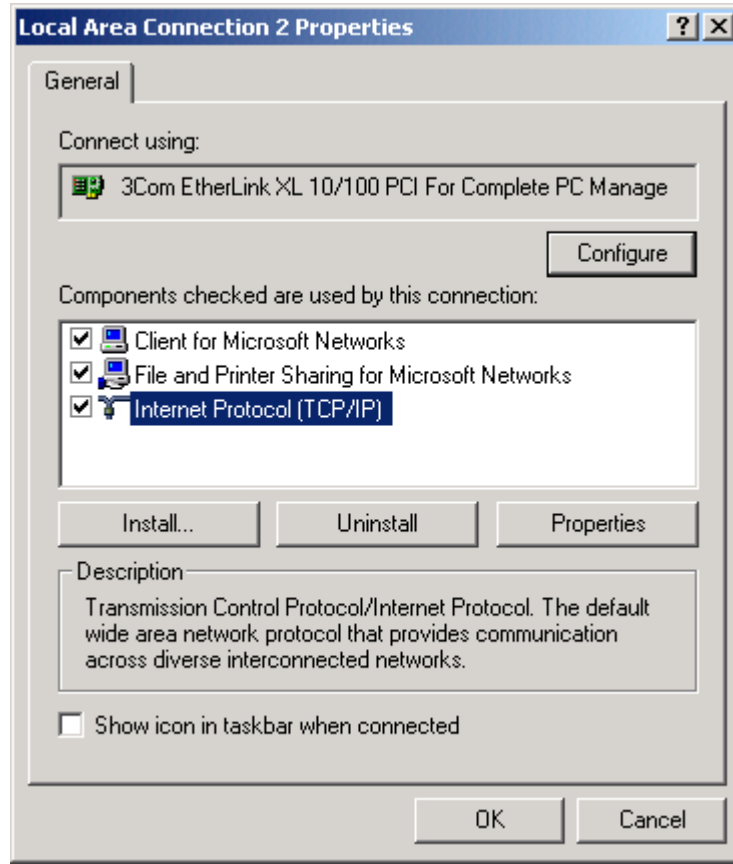 Local Area Connection 2 Properties
General
Connect using:
3Com EtherLink XL 10/100 PCI For Complete PC Manage
Configure
Components checked are used by this connection:
Client for Microsoft Networks
File and Printer Sharing for Microsoft Networks
Internet Protocol (TCP/IP)
Install... Uninstall Properties
Description
Transmission Control Protocol/Internet Protocol. The default
wide area network protocol that provides communication
across diverse interconnected networks.
Show icon in taskbar when connected
OK Cancel